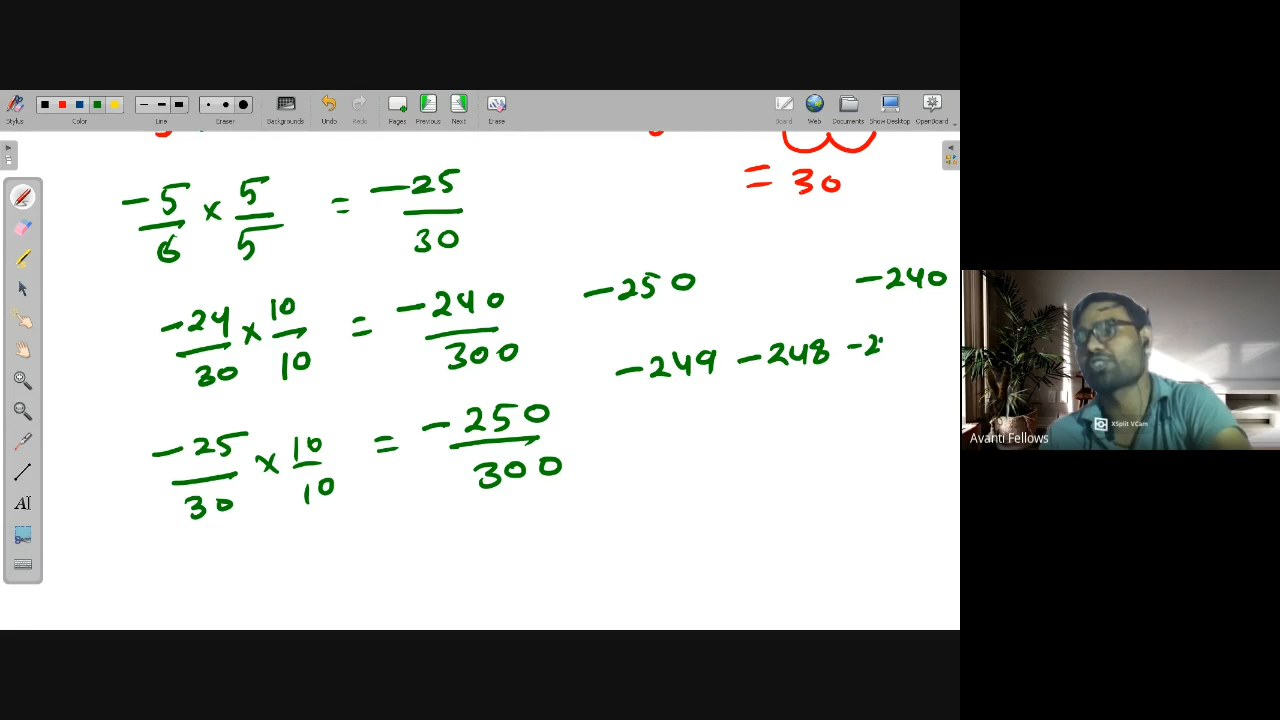 Stylus Color Line Eraser Backgrounds Undo Redo Pages Previous Next Erase Board Web Documents Show Desktop OpenBoard
= 30
-5/6 × 5/5 = -25/30
-24/30 × 10/10 = -240/300
-250 -240
-249 -248 -2
-25/30 × 10/10 = -250/300
XSplit VCam
Avanti Fellows